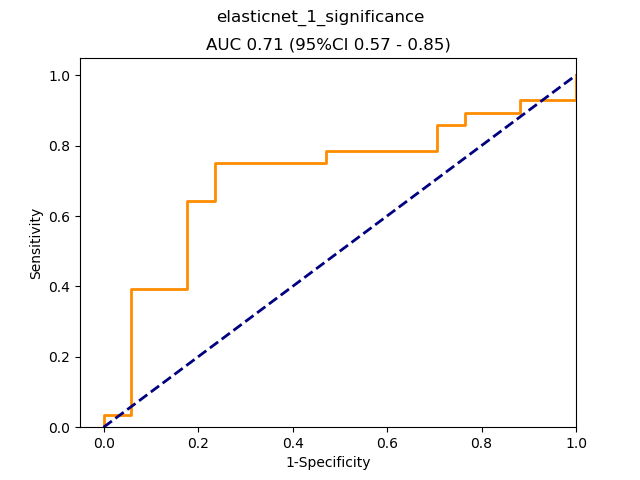 elasticnet_1_significance
AUC 0.71 (95%CI 0.57 - 0.85)
1.0
0.8
0.6
0.4
0.2
0.0
Sensitivity
0.0 0.2 0.4 0.6 0.8 1.0
1-Specificity